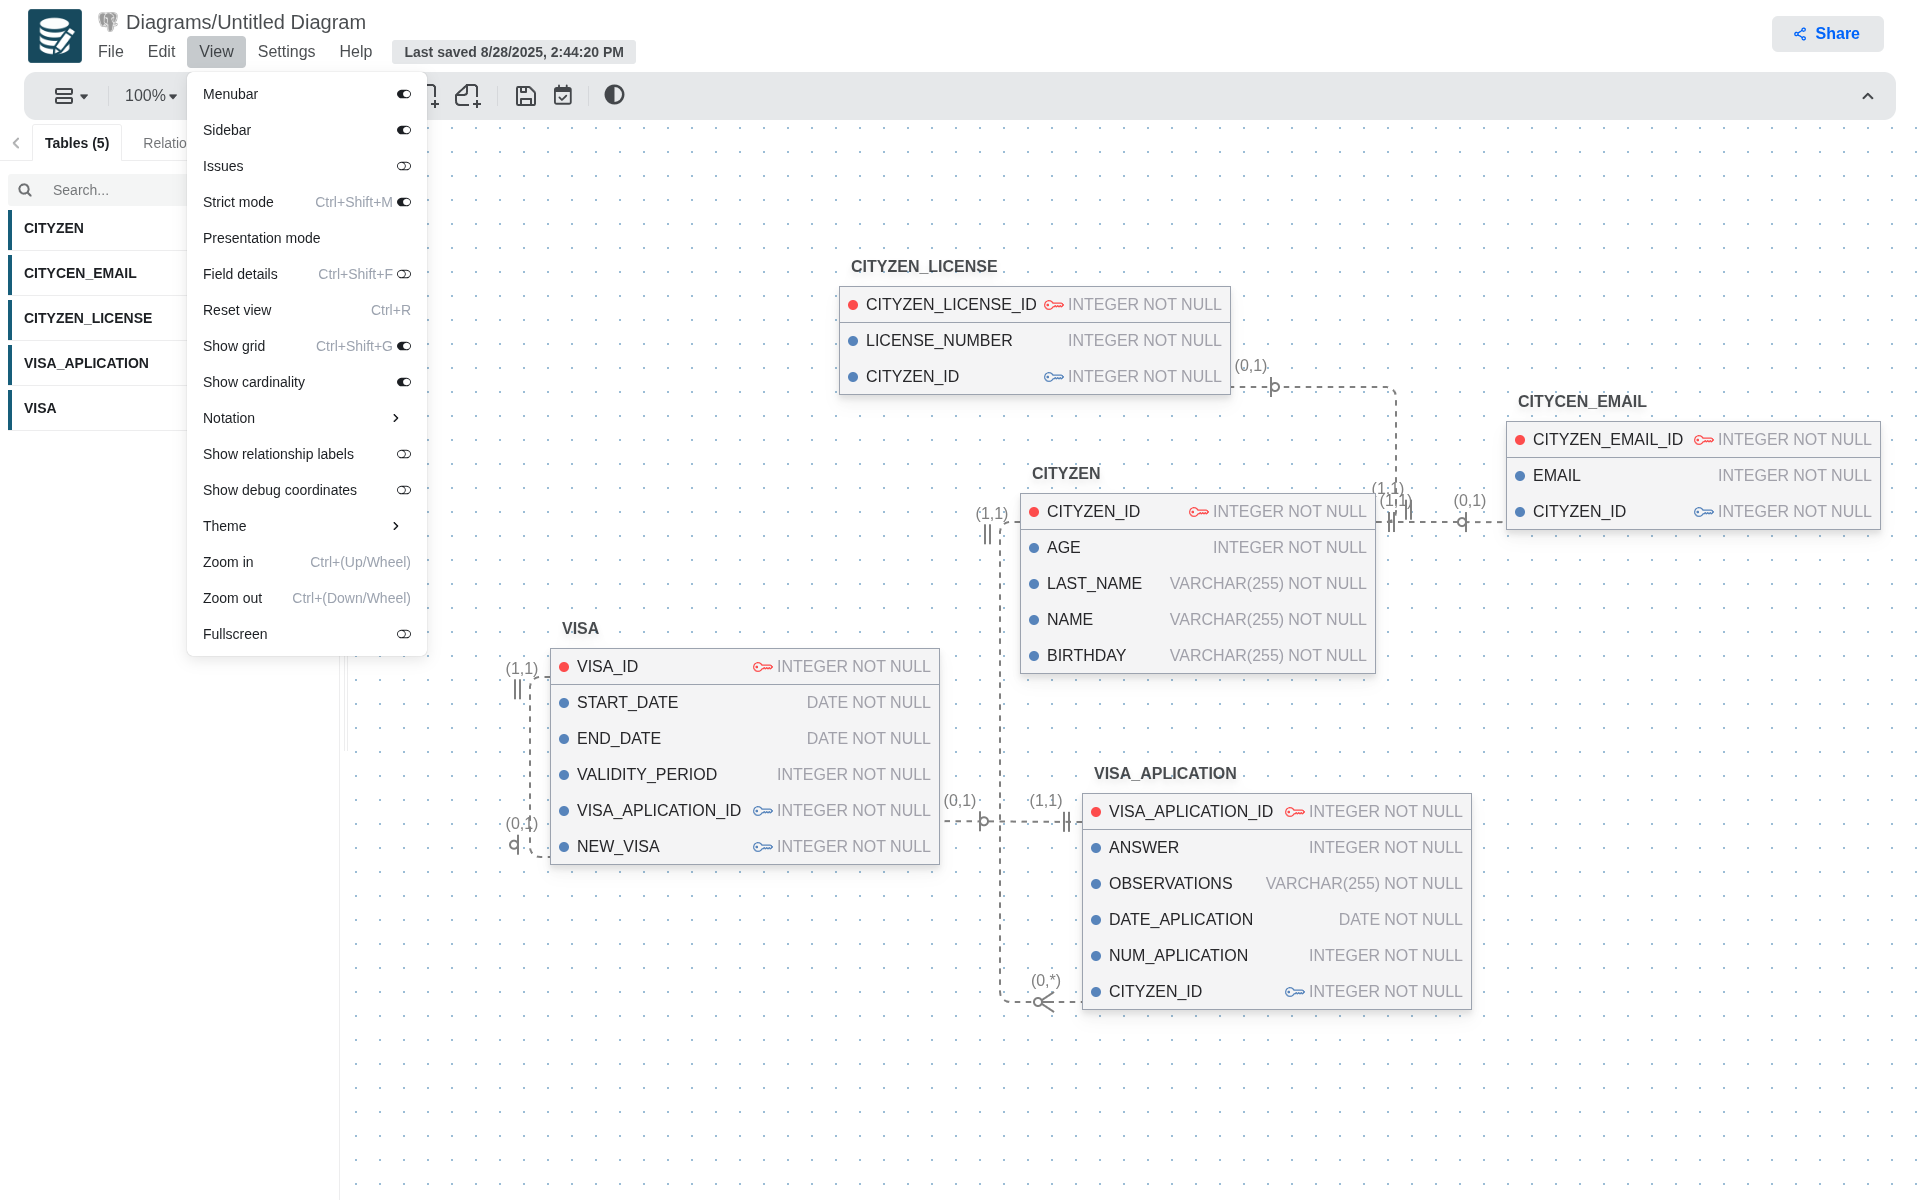 Diagrams/Untitled Diagram
File Edit View Settings Help Last saved 8/28/2025, 2:44:20 PM
Share
100%
Tables (5)
Relatio
Search...
CITYZEN
CITYCEN_EMAIL
CITYZEN_LICENSE
VISA_APLICATION
VISA
Menubar
Sidebar
Issues
Strict mode Ctrl+Shift+M
Presentation mode
Field details Ctrl+Shift+F
Reset view Ctrl+R
Show grid Ctrl+Shift+G
Show cardinality
Notation
Show relationship labels
Show debug coordinates
Theme
Zoom in Ctrl+(Up/Wheel)
Zoom out Ctrl+(Down/Wheel)
Fullscreen
CITYZEN_LICENSE
CITYZEN_LICENSE_ID INTEGER NOT NULL
LICENSE_NUMBER INTEGER NOT NULL
CITYZEN_ID INTEGER NOT NULL
(0,1)
CITYCEN_EMAIL
CITYZEN_EMAIL_ID INTEGER NOT NULL
EMAIL INTEGER NOT NULL
CITYZEN_ID INTEGER NOT NULL
(1,1)
(1,1)
(0,1)
CITYZEN
(1,1)
CITYZEN_ID INTEGER NOT NULL
AGE INTEGER NOT NULL
LAST_NAME VARCHAR(255) NOT NULL
NAME VARCHAR(255) NOT NULL
BIRTHDAY VARCHAR(255) NOT NULL
VISA
(1,1)
VISA_ID INTEGER NOT NULL
START_DATE DATE NOT NULL
END_DATE DATE NOT NULL
VALIDITY_PERIOD INTEGER NOT NULL
VISA_APLICATION_ID INTEGER NOT NULL
NEW_VISA INTEGER NOT NULL
(0,1)
(0,1)
(1,1)
VISA_APLICATION
VISA_APLICATION_ID INTEGER NOT NULL
ANSWER INTEGER NOT NULL
OBSERVATIONS VARCHAR(255) NOT NULL
DATE_APLICATION DATE NOT NULL
NUM_APLICATION INTEGER NOT NULL
CITYZEN_ID INTEGER NOT NULL
(0,*)